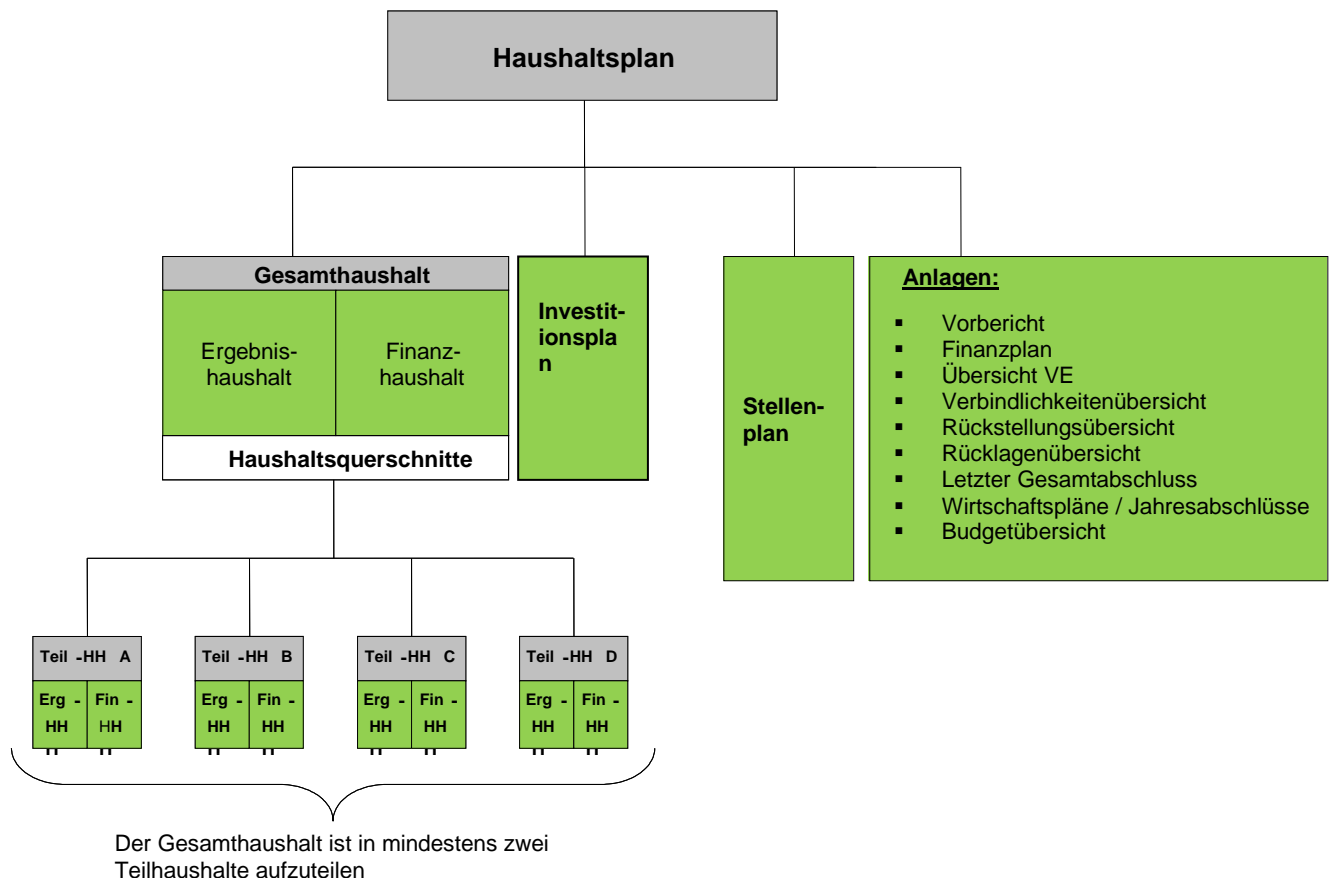 Haushaltsplan
Gesamthaushalt
Ergebnis-
haushalt
Finanz-
haushalt
Haushaltsquerschnitte
Investit-
ionspla
n
Stellen-
plan
Anlagen:
▪ Vorbericht
▪ Finanzplan
▪ Übersicht VE
▪ Verbindlichkeitenübersicht
▪ Rückstellungsübersicht
▪ Rücklagenübersicht
▪ Letzter Gesamtabschluss
▪ Wirtschaftspläne / Jahresabschlüsse
▪ Budgetübersicht
Teil -HH A
Erg -
HH
Fin -
HH
Teil -HH B
Erg -
HH
Fin -
HH
Teil -HH C
Erg -
HH
Fin -
HH
Teil -HH D
Erg -
HH
Fin -
HH
Der Gesamthaushalt ist in mindestens zwei
Teilhaushalte aufzuteilen